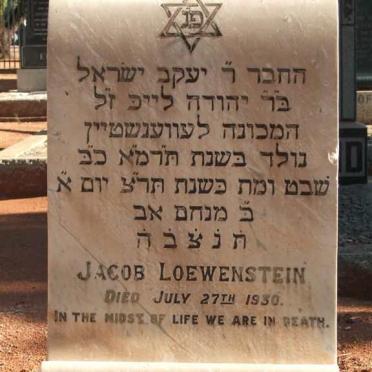 פנ
החבר ר׳ יעקב ישראל
בר׳ יהודה לייב ז״ל
המכונה לעווענשטיין
נולד בשנת תרמ״א כ״ב
שבט ומת בשנת תר״צ יום א׳
ב׳ מנחם אב
ת נ צ ב ה
JACOB LOEWENSTEIN
DIED JULY 27TH 1930.
IN THE MIDST OF LIFE WE ARE IN DEATH.